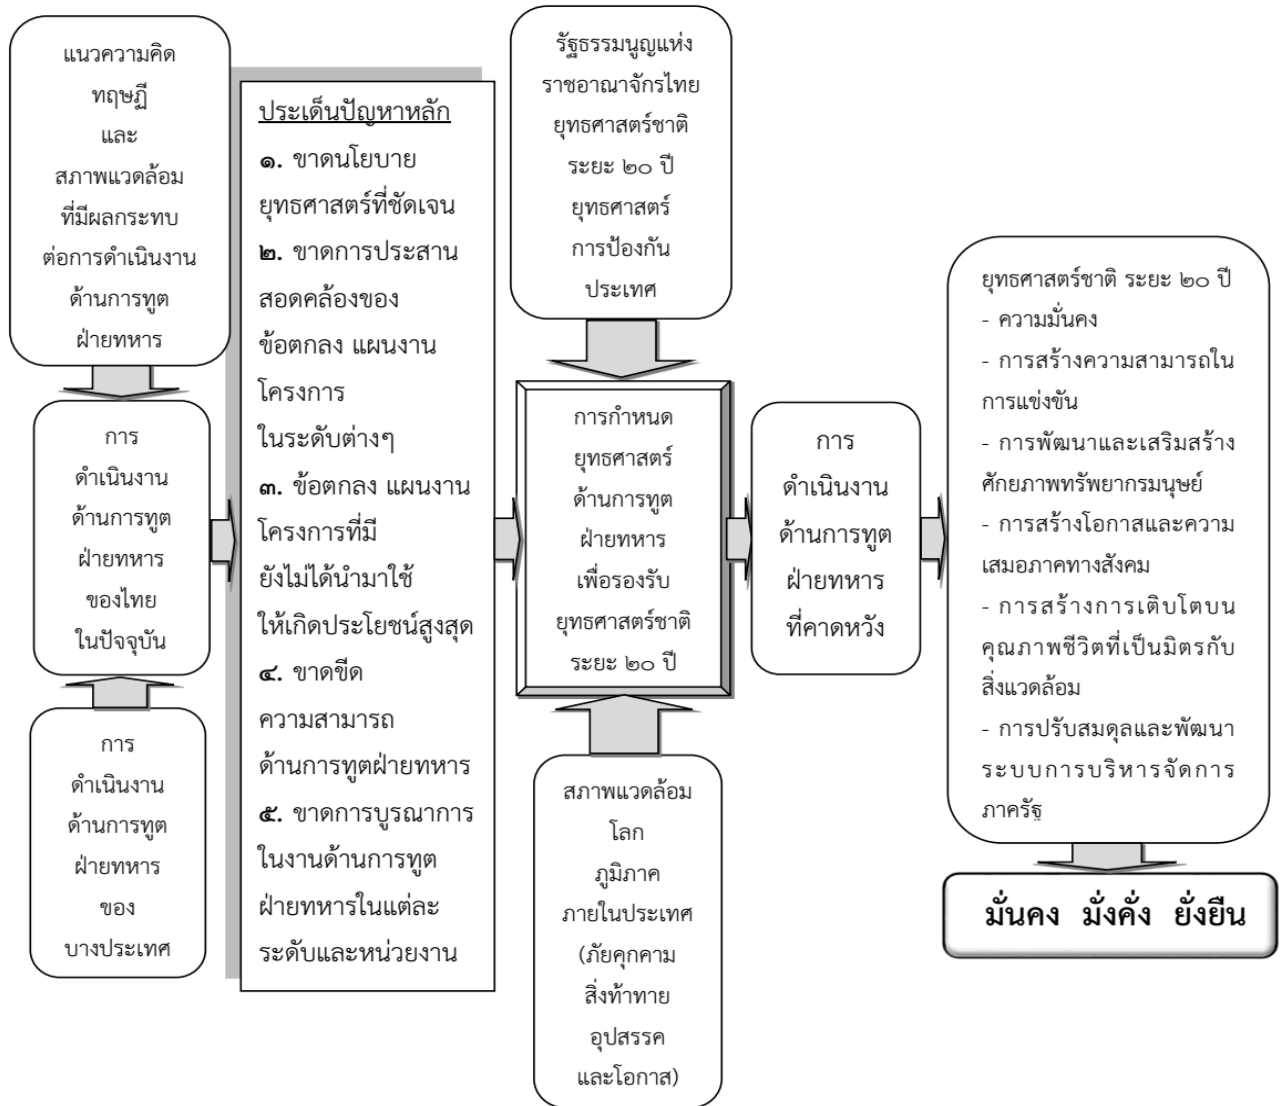 แนวความคิด
ทฤษฎี
และ
สภาพแวดล้อม
ที่มีผลกระทบ
ต่อการดำเนินงาน
ด้านการทูต
ฝ่ายทหาร
การ
ดำเนินงาน
ด้านการทูต
ฝ่ายทหาร
ของไทย
ในปัจจุบัน
การ
ดำเนินงาน
ด้านการทูต
ฝ่ายทหาร
ของ
บางประเทศ
ประเด็นปัญหาหลัก
๑. ขาดนโยบาย
ยุทธศาสตร์ที่ชัดเจน
๒. ขาดการประสาน
สอดคล้องของ
ข้อตกลง แผนงาน
โครงการ
ในระดับต่างๆ
๓. ข้อตกลง แผนงาน
โครงการที่มี
ยังไม่ได้นำมาใช้
ให้เกิดประโยชน์สูงสุด
๔. ขาดขีด
ความสามารถ
ด้านการทูตฝ่ายทหาร
๕. ขาดการบูรณาการ
ในงานด้านการทูต
ฝ่ายทหารในแต่ละ
ระดับและหน่วยงาน
รัฐธรรมนูญแห่ง
ราชอาณาจักรไทย
ยุทธศาสตร์ชาติ
ระยะ ๒๐ ปี
ยุทธศาสตร์
การป้องกัน
ประเทศ
การกำหนด
ยุทธศาสตร์
ด้านการทูต
ฝ่ายทหาร
เพื่อรองรับ
ยุทธศาสตร์ชาติ
ระยะ ๒๐ ปี
สภาพแวดล้อม
โลก
ภูมิภาค
ภายในประเทศ
(ภัยคุกคาม
สิ่งท้าทาย
อุปสรรค
และโอกาส)
การ
ดำเนินงาน
ด้านการทูต
ฝ่ายทหาร
ที่คาดหวัง
ยุทธศาสตร์ชาติ ระยะ ๒๐ ปี
- ความมั่นคง
- การสร้างความสามารถใน
การแข่งขัน
- การพัฒนาและเสริมสร้าง
ศักยภาพทรัพยากรมนุษย์
- การสร้างโอกาสและความ
เสมอภาคทางสังคม
- การสร้างการเติบโตบน
คุณภาพชีวิตที่เป็นมิตรกับ
สิ่งแวดล้อม
- การปรับสมดุลและพัฒนา
ระบบการบริหารจัดการ
ภาครัฐ
มั่นคง มั่งคั่ง ยั่งยืน